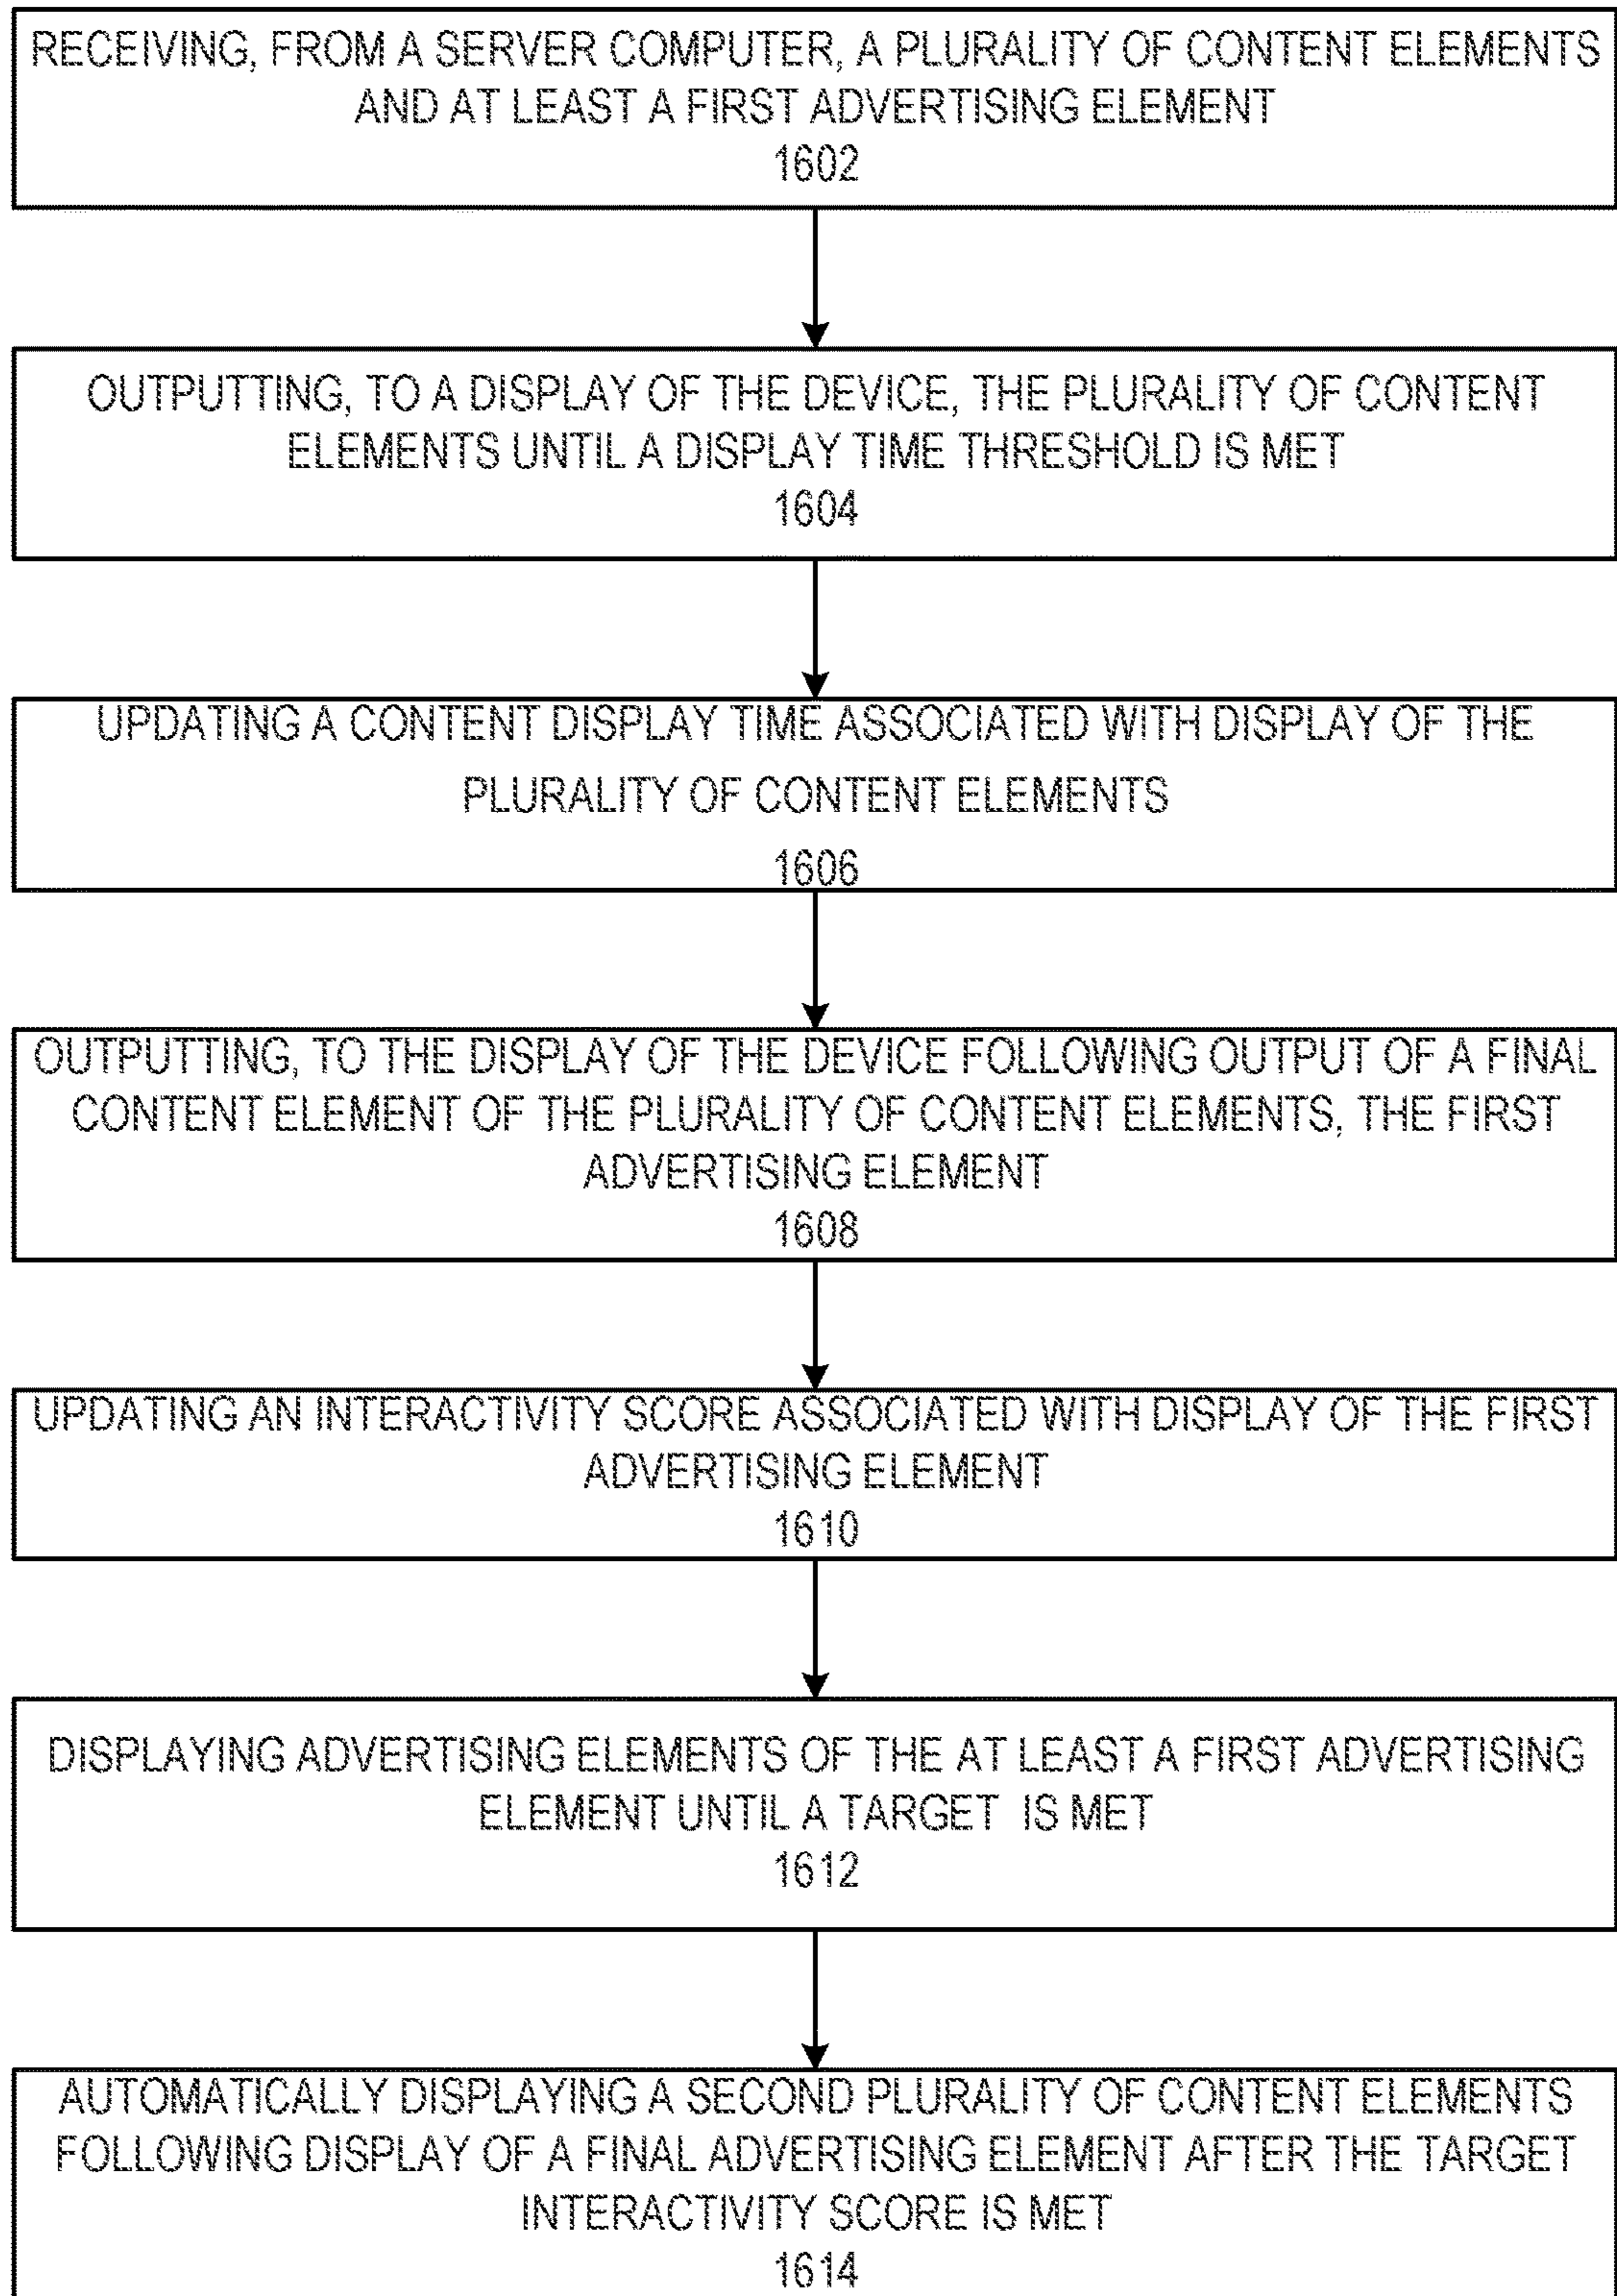 RECEIVING, FROM A SERVER COMPUTER, A PLURALITY OF CONTENT ELEMENTS
AND AT LEAST A FIRST ADVERTISING ELEMENT
1602
OUTPUTTING, TO A DISPLAY OF THE DEVICE, THE PLURALITY OF CONTENT
ELEMENTS UNTIL A DISPLAY TIME THRESHOLD IS MET
1604
UPDATING A CONTENT DISPLAY TIME ASSOCIATED WITH DISPLAY OF THE
PLURALITY OF CONTENT ELEMENTS
1606
OUTPUTTING, TO THE DISPLAY OF THE DEVICE FOLLOWING OUTPUT OF A FINAL
CONTENT ELEMENT OF THE PLURALITY OF CONTENT ELEMENTS, THE FIRST
ADVERTISING ELEMENT
1608
UPDATING AN INTERACTIVITY SCORE ASSOCIATED WITH DISPLAY OF THE FIRST
ADVERTISING ELEMENT
1610
DISPLAYING ADVERTISING ELEMENTS OF THE AT LEAST A FIRST ADVERTISING
ELEMENT UNTIL A TARGET IS MET
1612
AUTOMATICALLY DISPLAYING A SECOND PLURALITY OF CONTENT ELEMENTS
FOLLOWING DISPLAY OF A FINAL ADVERTISING ELEMENT AFTER THE TARGET
INTERACTIVITY SCORE IS MET
1614